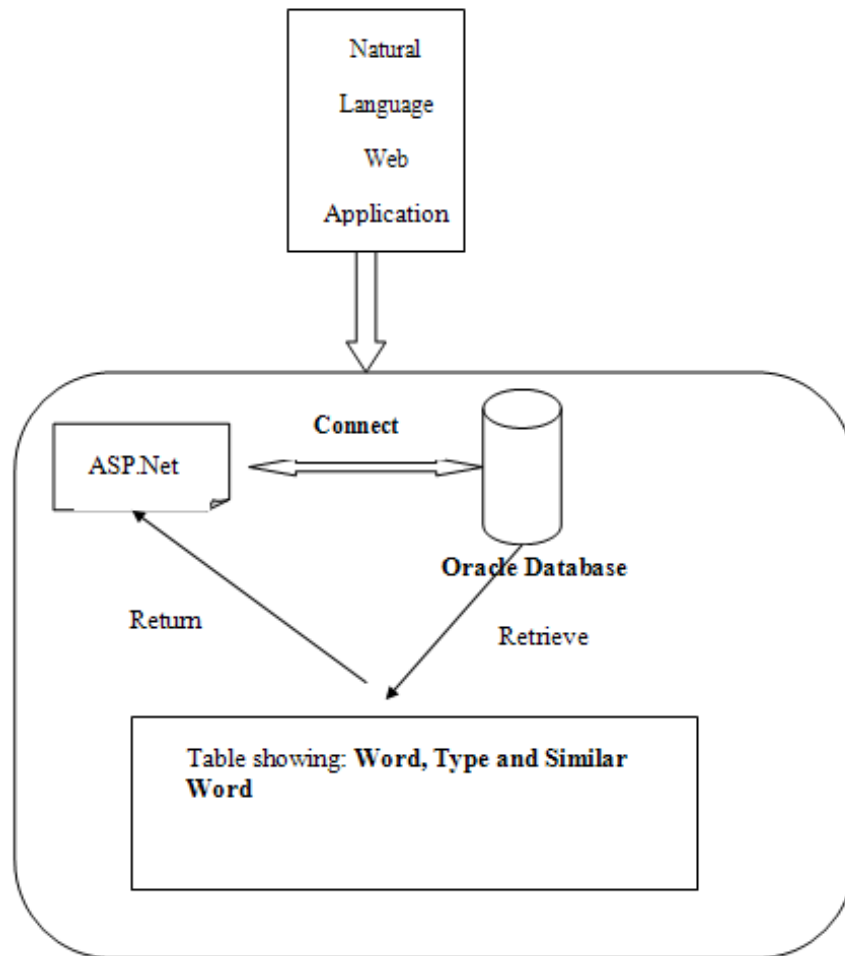 Natural
Language
Web
Application
Connect
ASP.Net
Oracle Database
Return
Retrieve
Table showing: Word, Type and Similar
Word